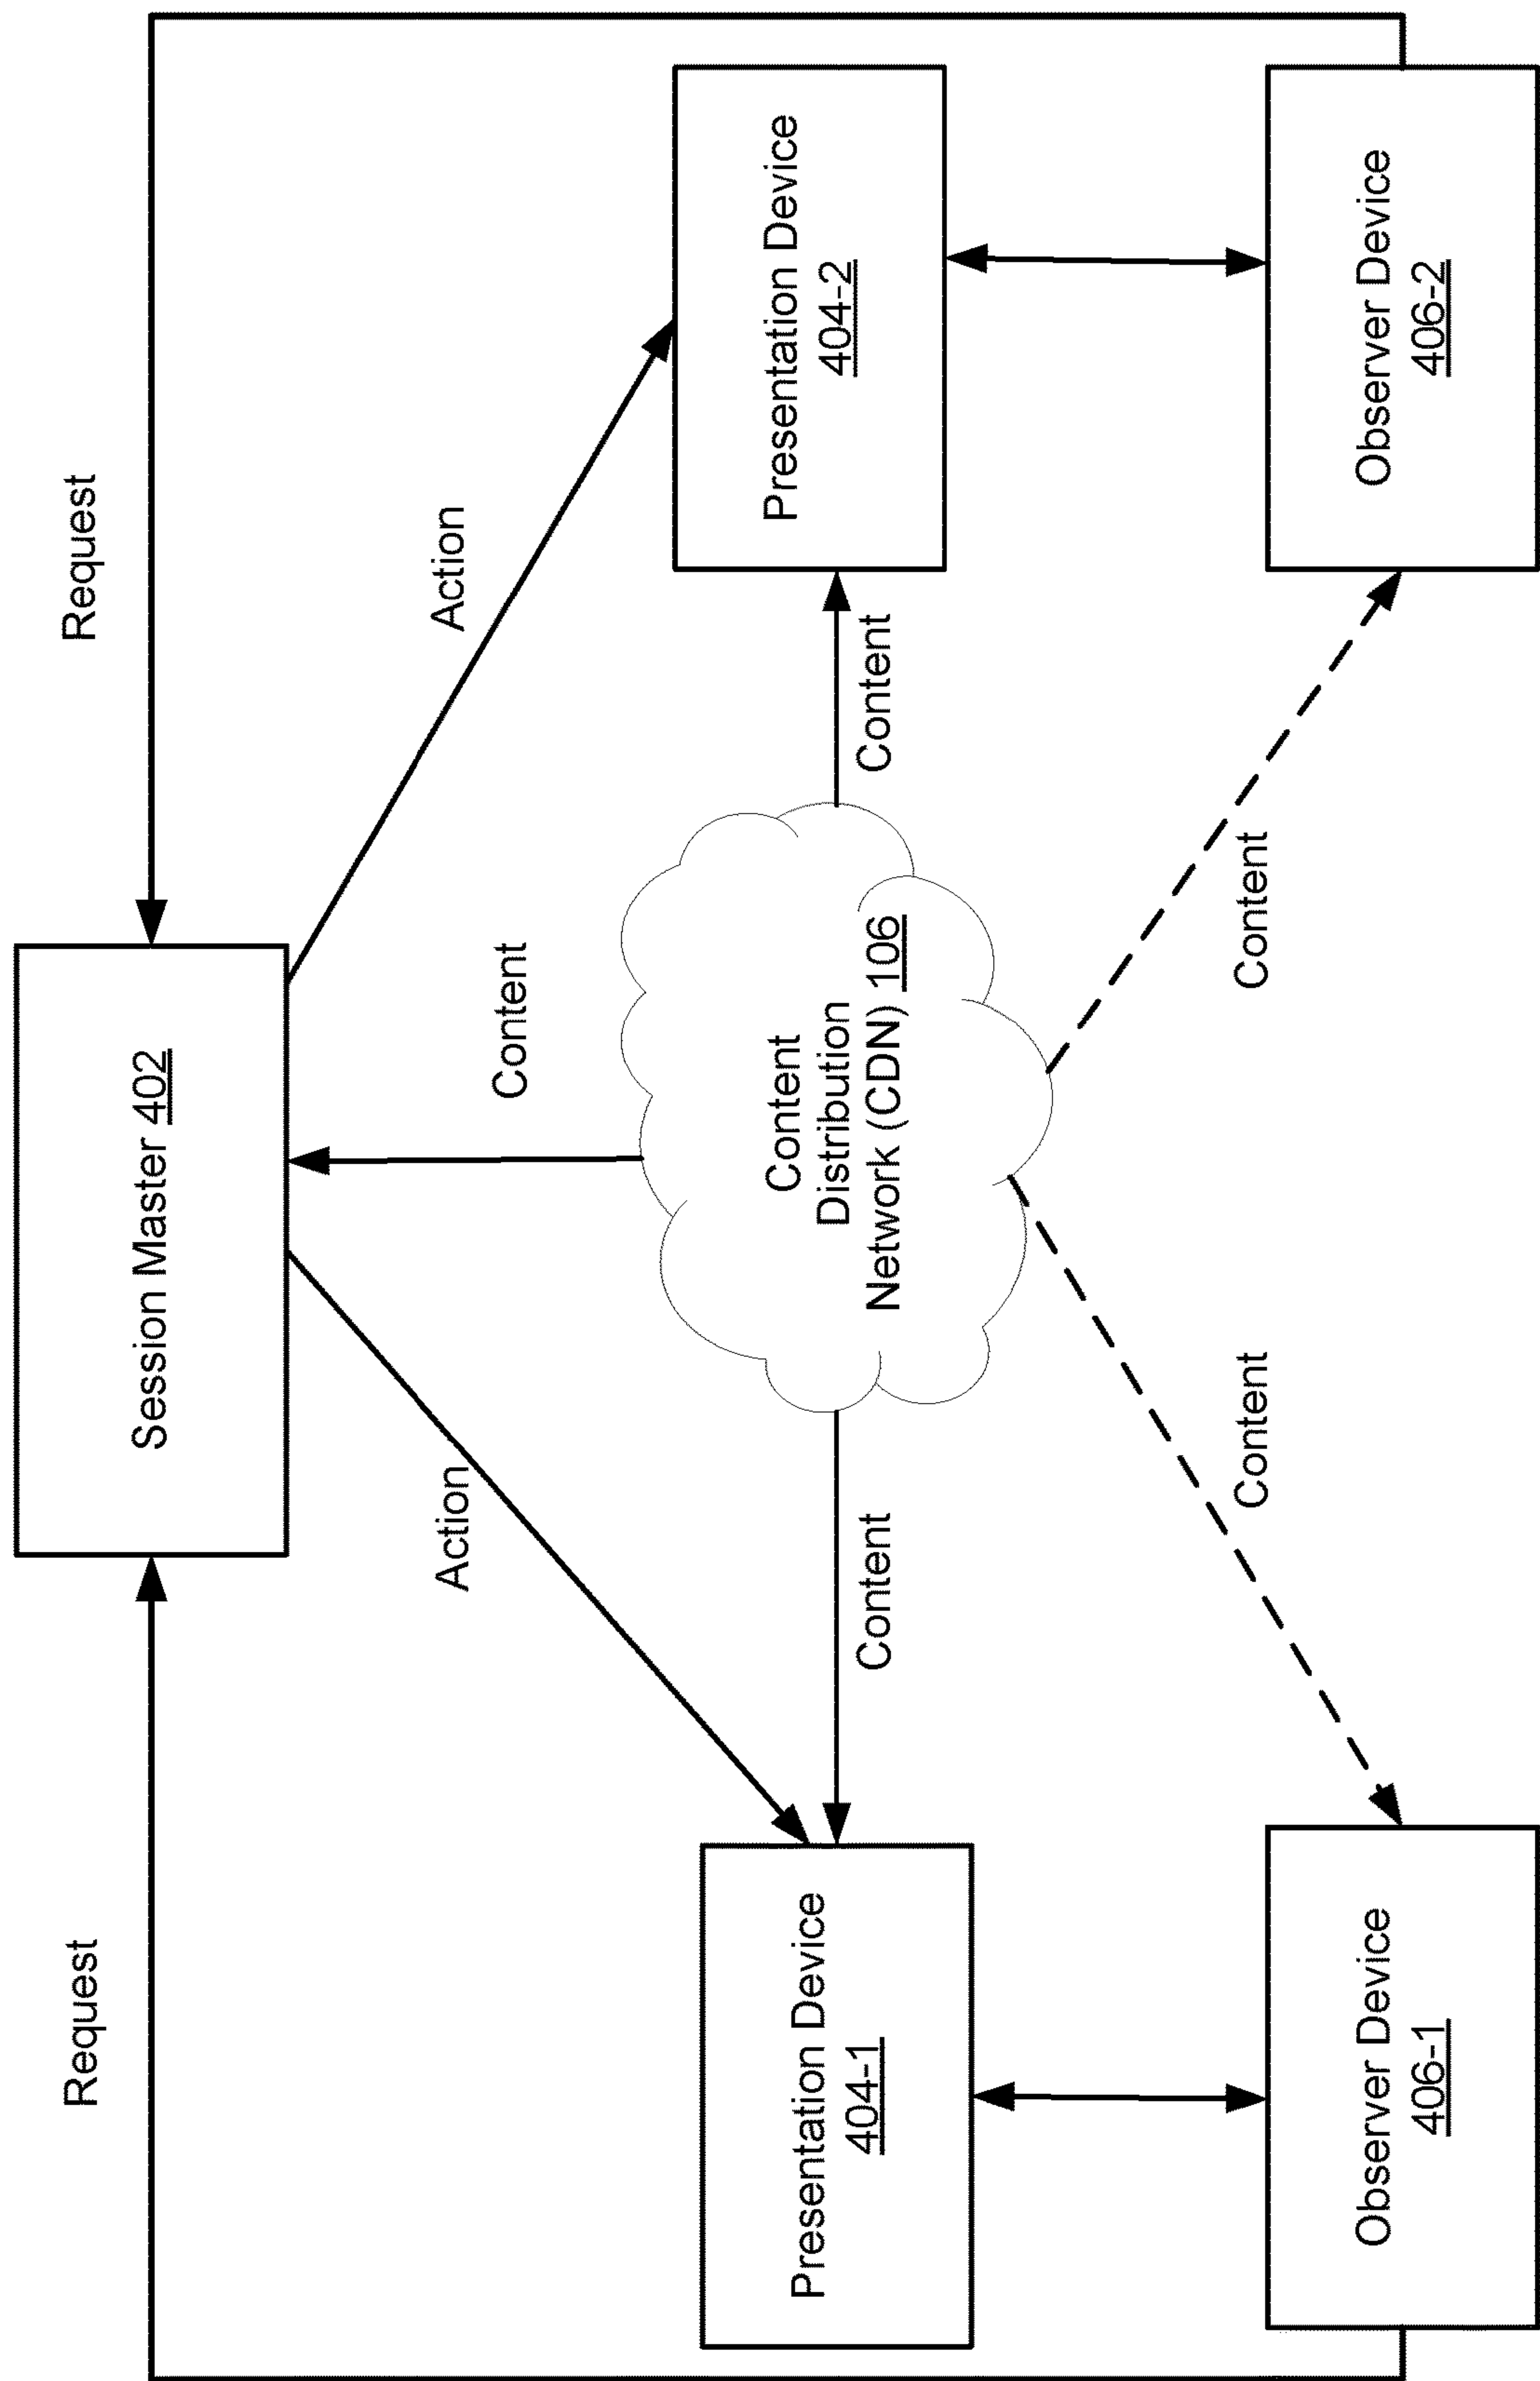 Request
Request
Session Master 402
Action
Action
Content
Presentation Device
404-1
Content
Content
Distribution
Network (CDN) 106
Content
Presentation Device
404-2
Content
Content
Observer Device
406-1
Observer Device
406-2